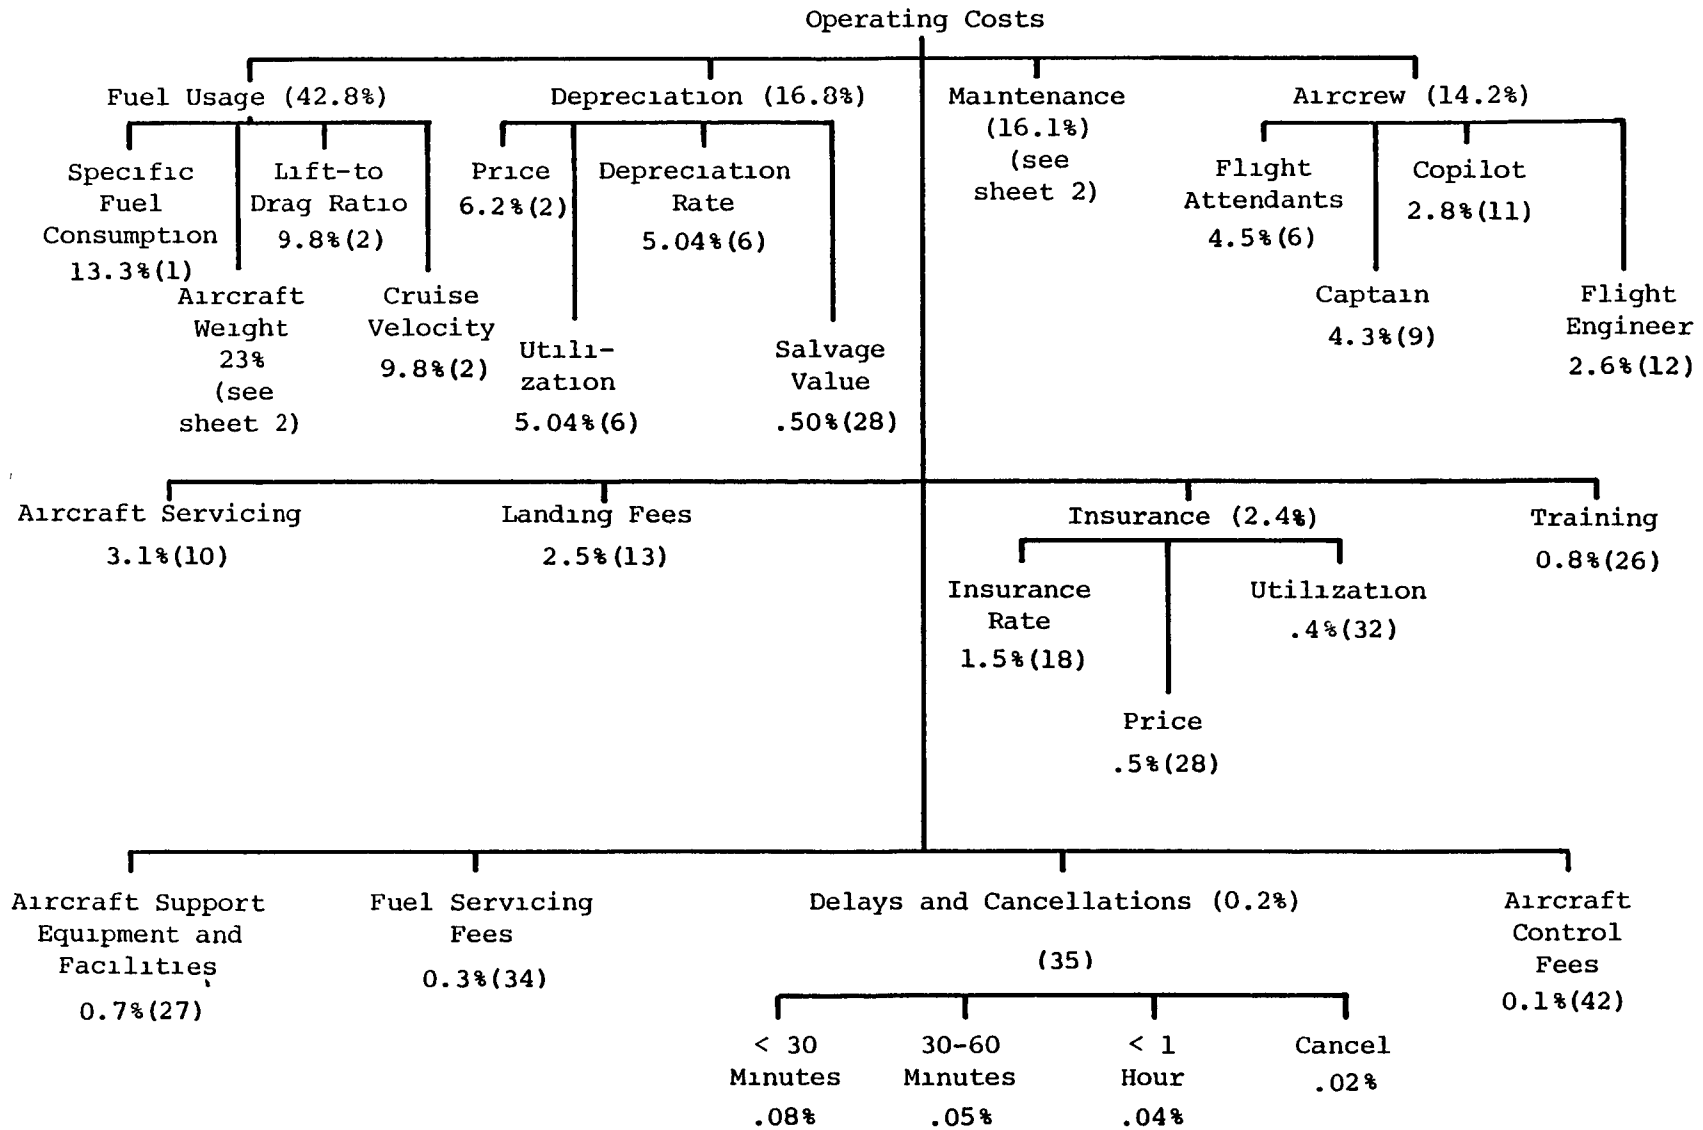 Operating Costs
Fuel Usage (42.8%)
Depreciation (16.8%)
Maintenance
(16.1%)
(see
sheet 2)
Aircrew (14.2%)
Specific
Fuel
Consumption
13.3%(1)
Aircraft
Weight
23%
(see
sheet 2)
Lift-to
Drag Ratio
9.8%(2)
Cruise
Velocity
9.8%(2)
Price
6.2%(2)
Utili-
zation
5.04%(6)
Depreciation
Rate
5.04%(6)
Salvage
Value
.50%(28)
Flight
Attendants
4.5%(6)
Captain
4.3%(9)
Copilot
2.8%(11)
Flight
Engineer
2.6%(12)
Aircraft Servicing
3.1%(10)
Landing Fees
2.5%(13)
Insurance (2.4%)
Insurance
Rate
1.5%(18)
Price
.5%(28)
Utilization
.4%(32)
Training
0.8%(26)
Aircraft Support
Equipment and
Facilities
0.7%(27)
Fuel Servicing
Fees
0.3%(34)
Delays and Cancellations (0.2%)
(35)
< 30
Minutes
.08%
30-60
Minutes
.05%
< 1
Hour
.04%
Cancel
.02%
Aircraft
Control
Fees
0.1%(42)